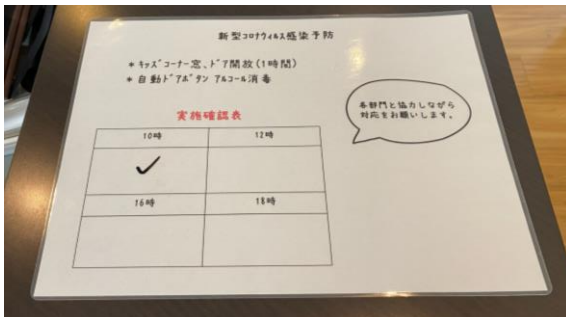 新型コロナウィルス感染予防
* キッズコーナー窓、ドア開放(1時間)
* 自動ドアボタン アルコール消毒
実施確認表
10時 12時
✓
16時 18時
各部門と協力しながら
対応をお願いします。